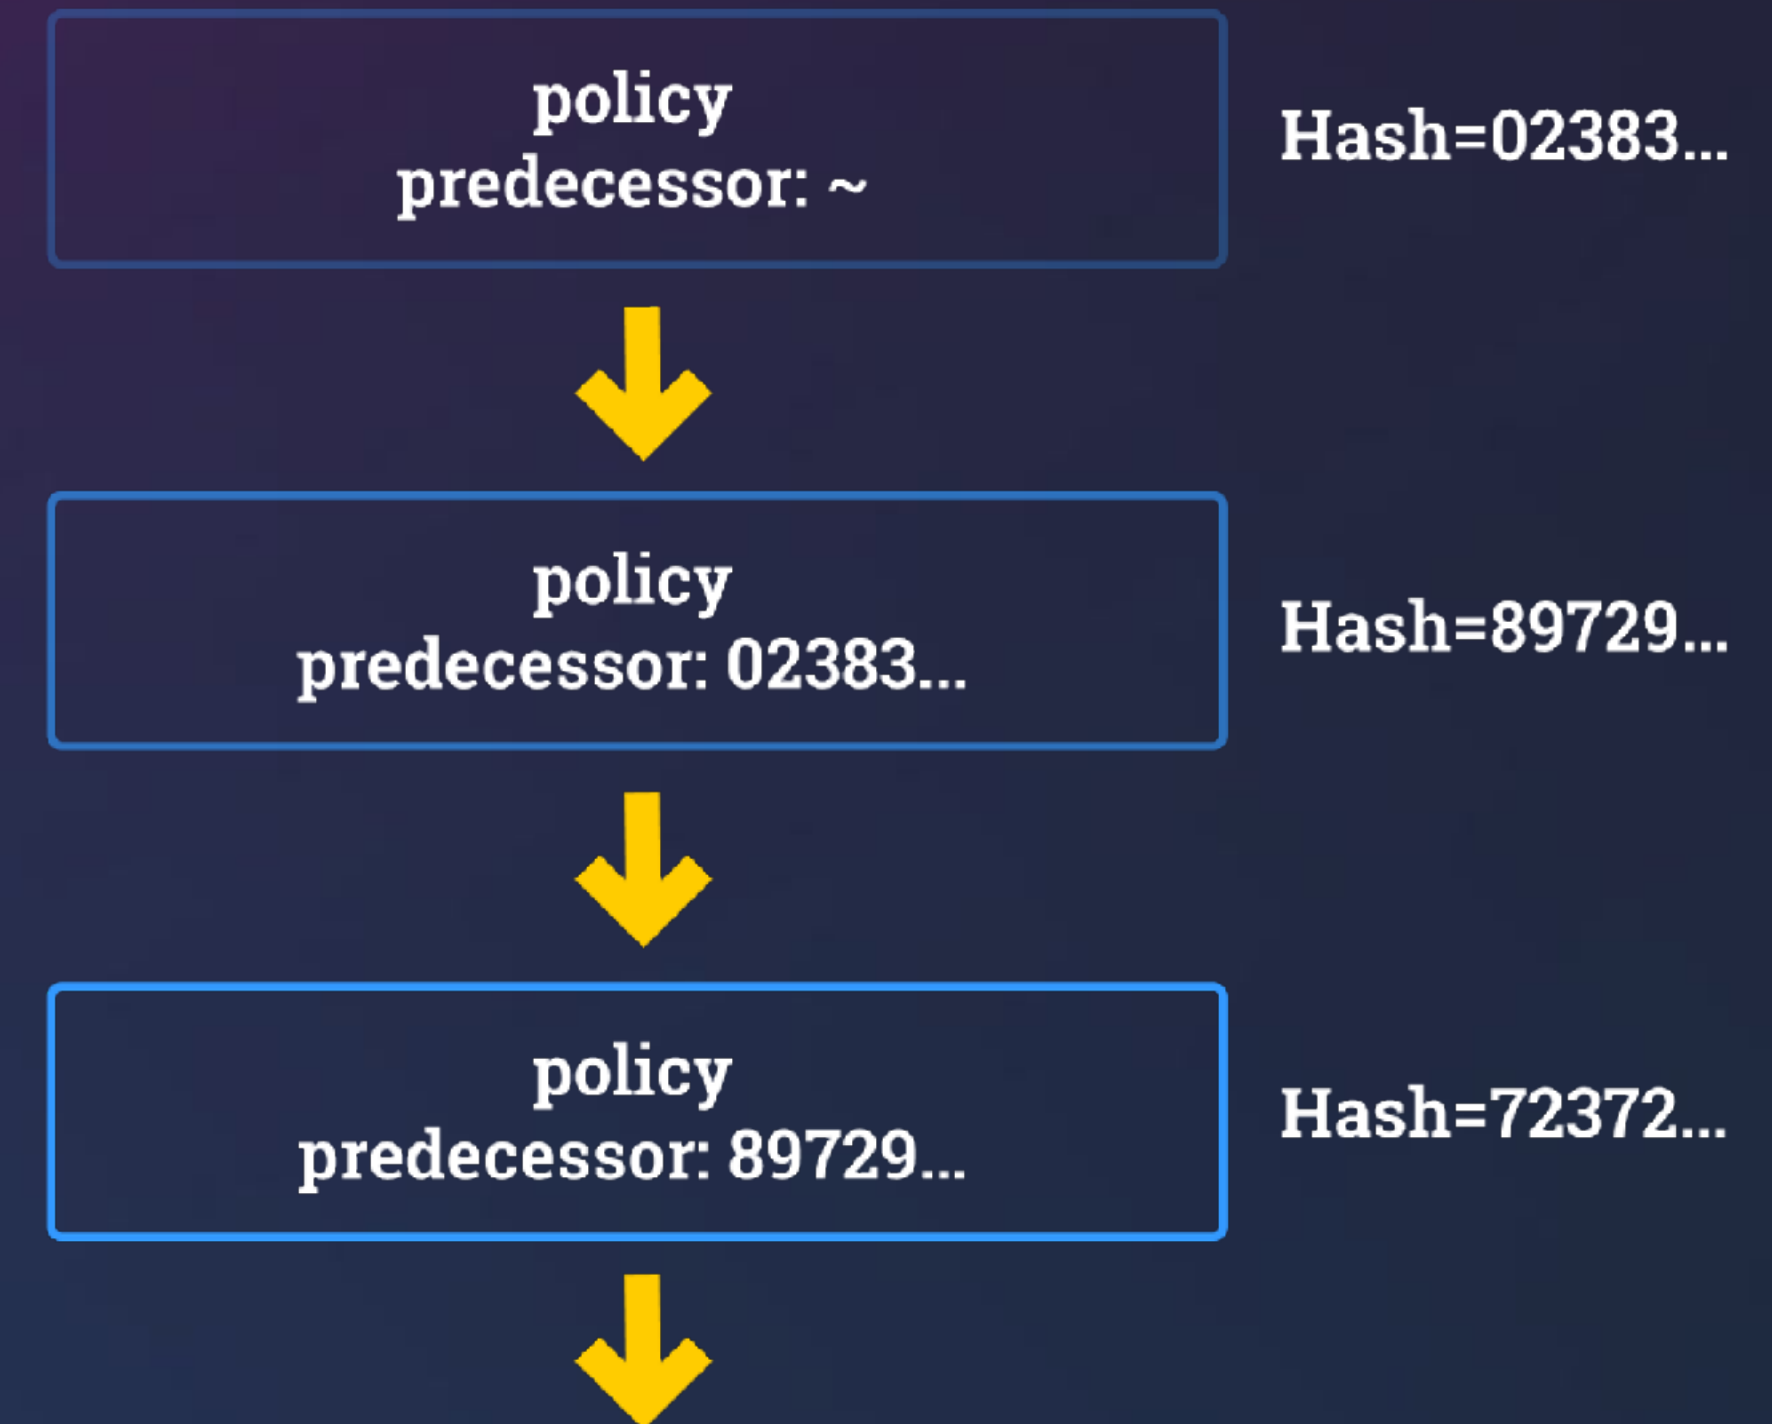 policy
predecessor: ~
Hash=02383...
policy
predecessor: 02383...
Hash=89729...
policy
predecessor: 89729...
Hash=72372...